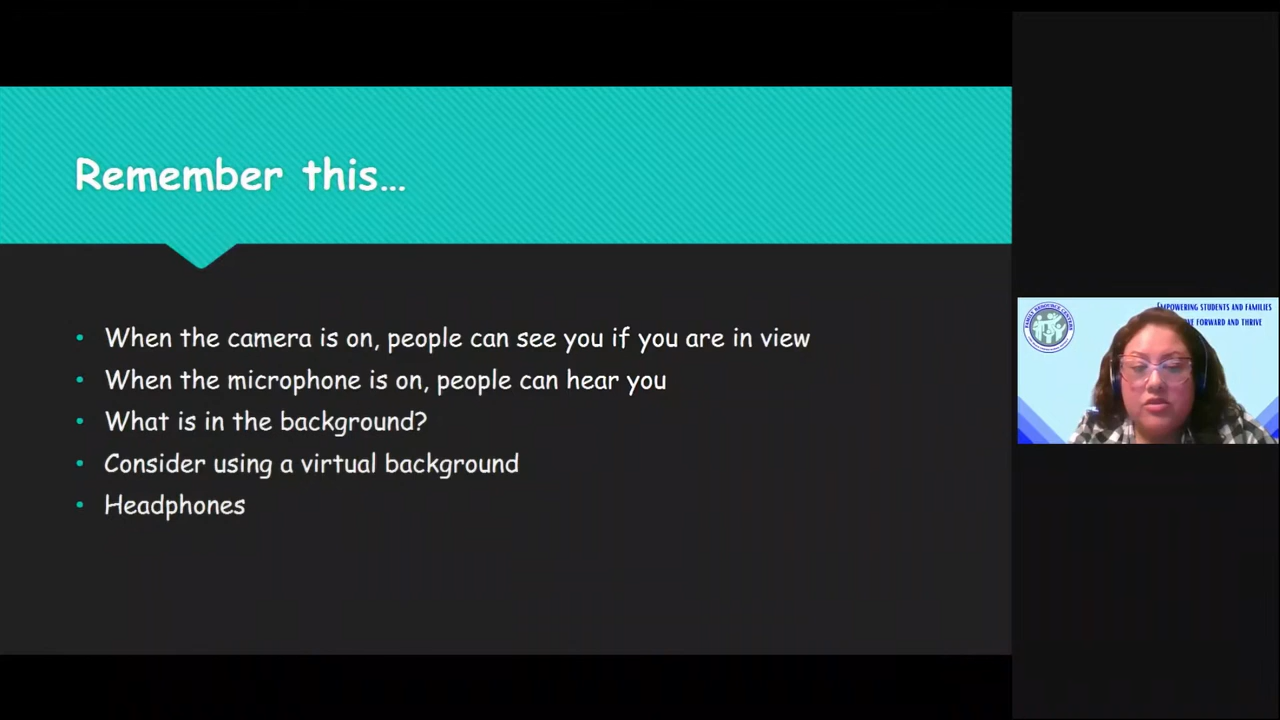 Remember this...
When the camera is on, people can see you if you are in view
When the microphone is on, people can hear you
What is in the background?
Consider using a virtual background
Headphones
EMPOWERING STUDENTS AND FAMILIES
FORWARD AND THRIVE